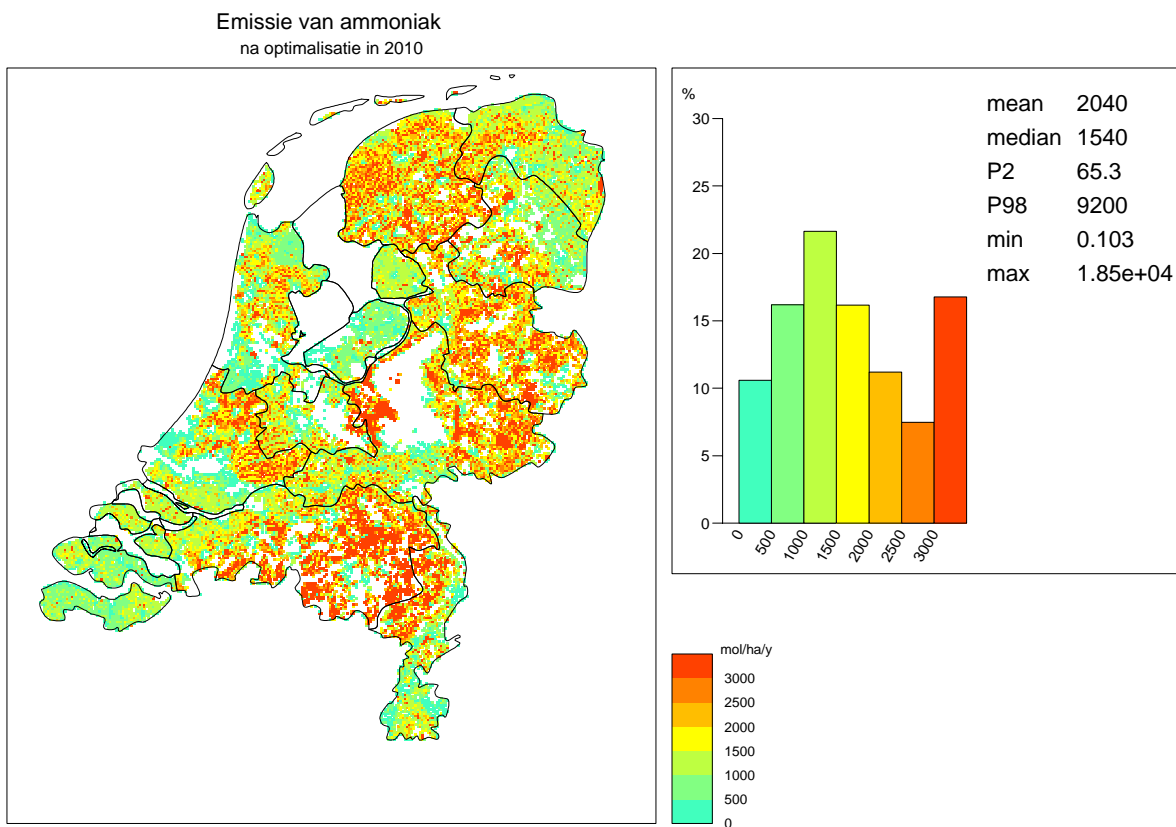 Emissie van ammoniak
na optimalisatie in 2010
%
30
25
20
15
10
5
0
0 500 1000 1500 2000 2500 3000
mean 2040
median 1540
P2 65.3
P98 9200
min 0.103
max 1.85e+04
mol/ha/y
3000
2500
2000
1500
1000
500
0